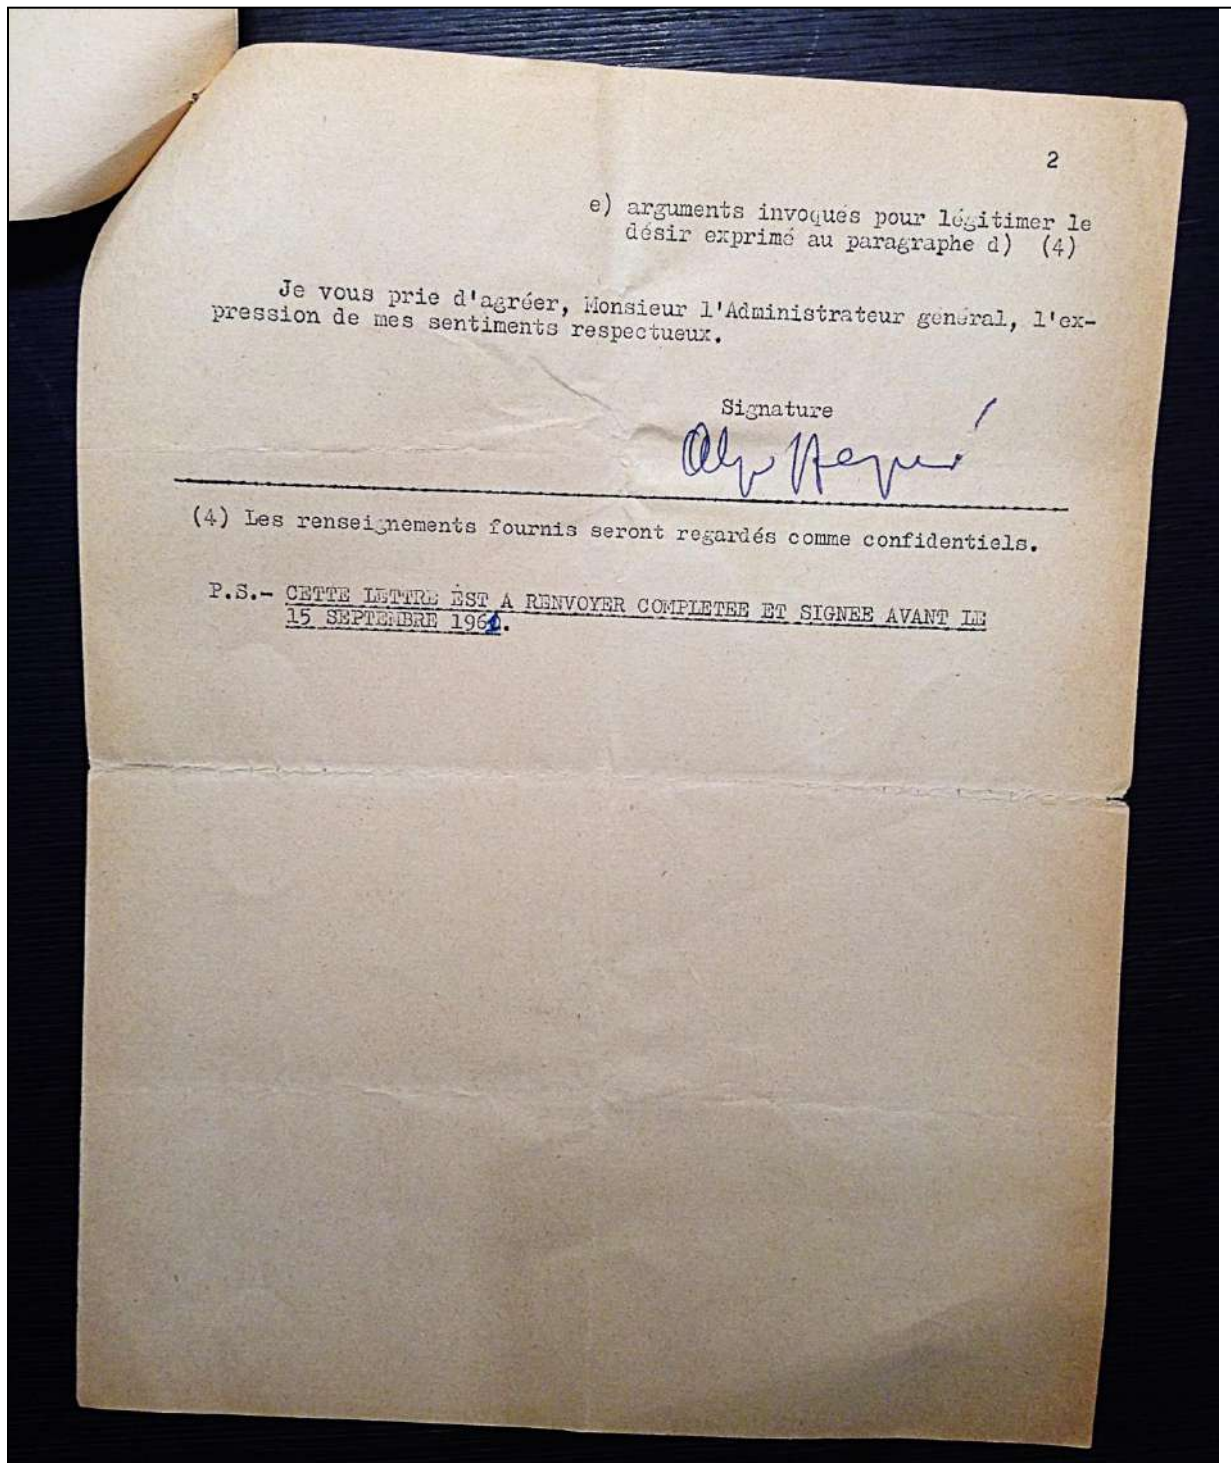 2
e) arguments invoqués pour légitimer le
désir exprimé au paragraphe d) (4)
Je vous prie d'agréer, Monsieur l'Administrateur général, l'ex-
pression de mes sentiments respectueux.
Signature
(4) Les renseignements fournis seront regardés comme confidentiels.
P.S.- CETTE LETTRE EST A RENVOYER COMPLETEE ET SIGNEE AVANT LE
15 SEPTEMBRE 1961.